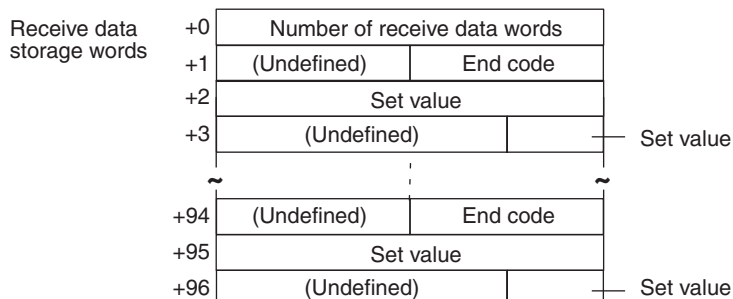 Receive data
storage words
+0 Number of receive data words
+1 (Undefined) End code
+2 Set value
+3 (Undefined) Set value
~ ~
+94 (Undefined) End code
+95 Set value
+96 (Undefined) Set value